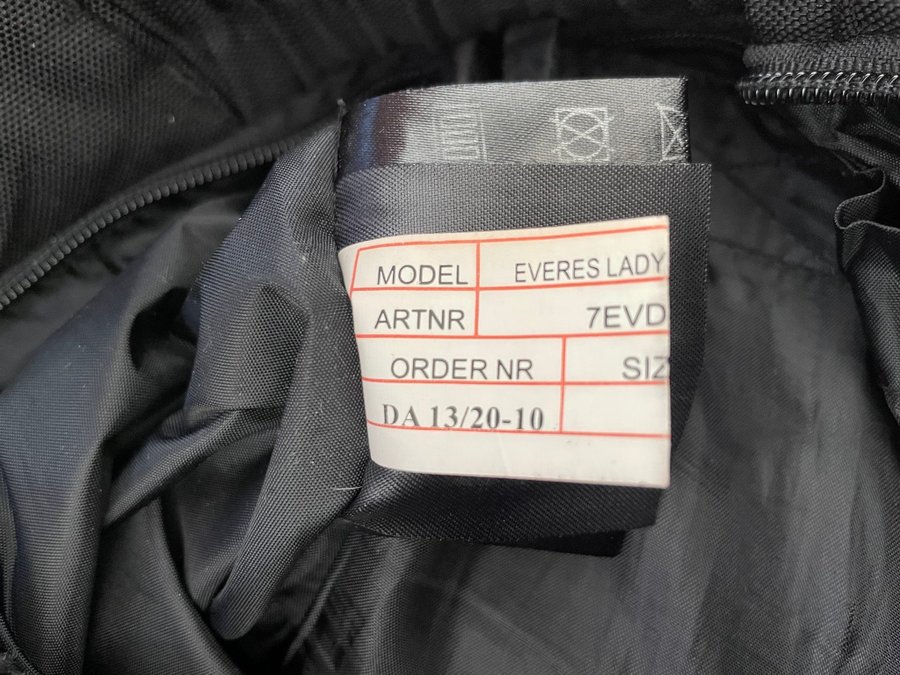 MODEL EVERES LADY
ARTNR 7EVD
ORDER NR SIZ
DA 13/20-10